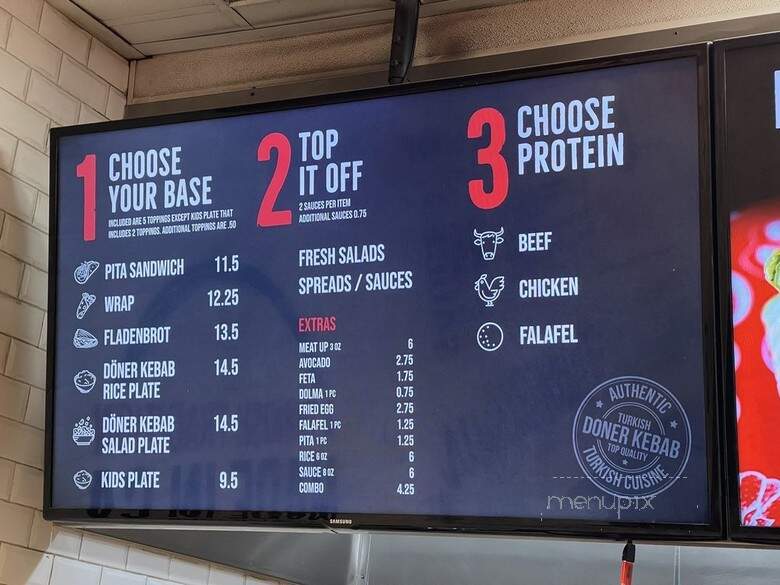 1 CHOOSE
YOUR BASE
INCLUDED ARE 5 TOPPINGS EXCEPT KIDS PLATE THAT
INCLUDES 2 TOPPINGS. ADDITIONAL TOPPINGS ARE .50
PITA SANDWICH 11.5
WRAP 12.25
FLADENBROT 13.5
DÖNER KEBAB 14.5
RICE PLATE
DÖNER KEBAB 14.5
SALAD PLATE
KIDS PLATE 9.5
2 TOP
IT OFF
2 SAUCES PER ITEM
ADDITIONAL SAUCES 0.75
FRESH SALADS
SPREADS / SAUCES
EXTRAS
MEAT UP 3 OZ 6
AVOCADO 2.75
FETA 1.75
DOLMA 1 PC 0.75
FRIED EGG 2.75
FALAFEL 1 PC 1.25
PITA 1 PC 1.25
RICE 6 OZ 6
SAUCE 8 OZ 6
COMBO 4.25
3 CHOOSE
PROTEIN
BEEF
CHICKEN
FALAFEL
AUTHENTIC
TURKISH
DONER KEBAB
TOP QUALITY
TURKISH CUISINE
menupix
SAMSUNG